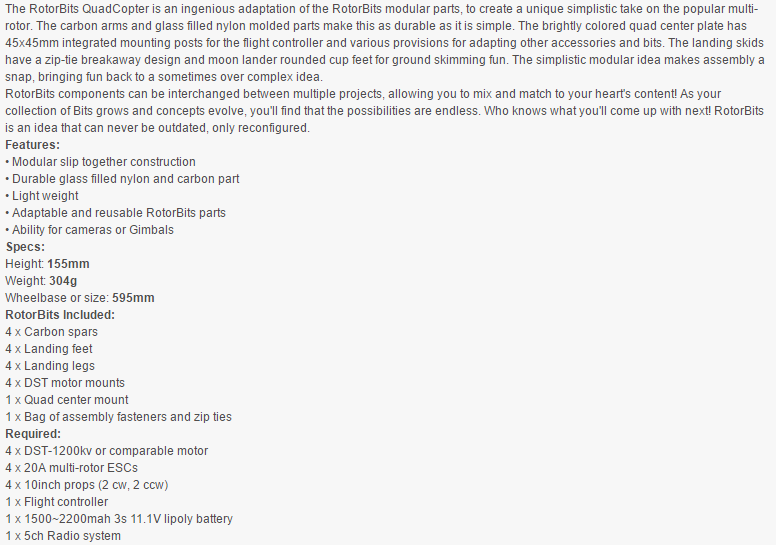 The RotorBits QuadCopter is an ingenious adaptation of the RotorBits modular parts, to create a unique simplistic take on the popular multi-
rotor. The carbon arms and glass filled nylon molded parts make this as durable as it is simple. The brightly colored quad center plate has
45x45mm integrated mounting posts for the flight controller and various provisions for adapting other accessories and bits. The landing skids
have a zip-tie breakaway design and moon lander rounded cup feet for ground skimming fun. The simplistic modular idea makes assembly a
snap, bringing fun back to a sometimes over complex idea.
RotorBits components can be interchanged between multiple projects, allowing you to mix and match to your heart's content! As your
collection of Bits grows and concepts evolve, you'll find that the possibilities are endless. Who knows what you'll come up with next! RotorBits
is an idea that can never be outdated, only reconfigured.
Features:
• Modular slip together construction
• Durable glass filled nylon and carbon part
• Light weight
• Adaptable and reusable RotorBits parts
• Ability for cameras or Gimbals
Specs:
Height: 155mm
Weight: 304g
Wheelbase or size: 595mm
RotorBits Included:
4 x Carbon spars
4 x Landing feet
4 x Landing legs
4 x DST motor mounts
1 x Quad center mount
1 x Bag of assembly fasteners and zip ties
Required:
4 x DST-1200kv or comparable motor
4 x 20A multi-rotor ESCs
4 x 10inch props (2 cw, 2 ccw)
1 x Flight controller
1 x 1500~2200mah 3s 11.1V lipoly battery
1 x 5ch Radio system